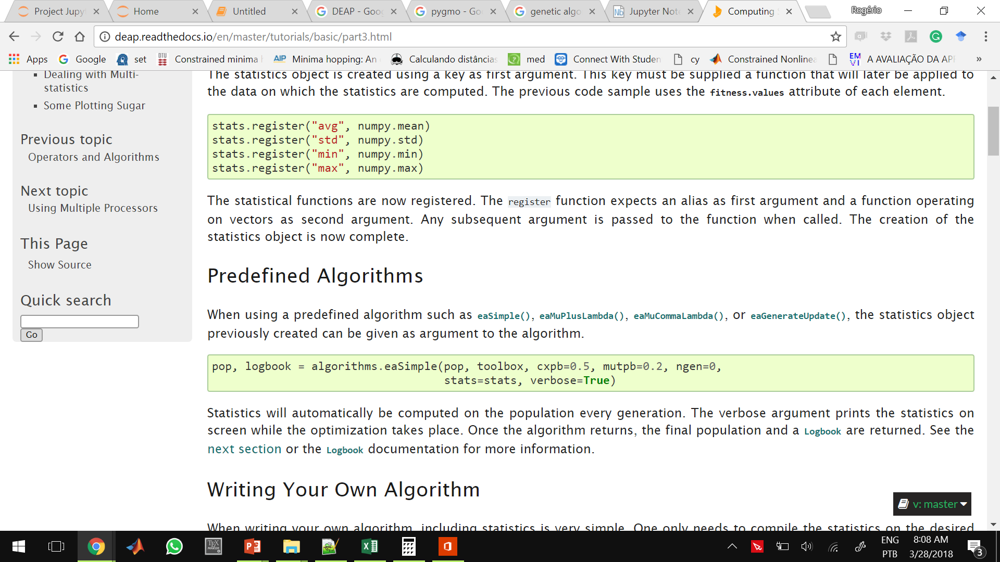 Project Jupy
Home
Untitled
DEAP - Goo
pygmo - Go
genetic algo
Jupyter Not
Computing
Rogério
deap.readthedocs.io/en/master/tutorials/basic/part3.html
Apps
Google
set
Constrained minima
Minima hopping: An
Calculando distâncias
med
Connect With Studen
cy
Constrained Nonlinea
A AVALIAÇÃO DA APR
»
Dealing with Multi-
statistics
Some Plotting Sugar
Previous topic
Operators and Algorithms
Next topic
Using Multiple Processors
This Page
Show Source
Quick search
Go
The statistics object is created using a key as first argument. This key must be supplied a function that will later be applied to
the data on which the statistics are computed. The previous code sample uses the fitness.values attribute of each element.
stats.register("avg", numpy.mean)
stats.register("std", numpy.std)
stats.register("min", numpy.min)
stats.register("max", numpy.max)
The statistical functions are now registered. The register function expects an alias as first argument and a function operating
on vectors as second argument. Any subsequent argument is passed to the function when called. The creation of the
statistics object is now complete.
Predefined Algorithms
When using a predefined algorithm such as eaSimple(), eaMuPlusLambda(), eaMuCommaLambda(), or eaGenerateUpdate(), the statistics object
previously created can be given as argument to the algorithm.
pop, logbook = algorithms.eaSimple(pop, toolbox, cxpb=0.5, mutpb=0.2, ngen=0,
stats=stats, verbose=True)
Statistics will automatically be computed on the population every generation. The verbose argument prints the statistics on
screen while the optimization takes place. Once the algorithm returns, the final population and a Logbook are returned. See the
next section or the Logbook documentation for more information.
Writing Your Own Algorithm
v: master
When writing your own algorithm, including statistics is very simple. One only needs to compile the statistics on the desired
ENG
PTB
8:08 AM
3/28/2018
3